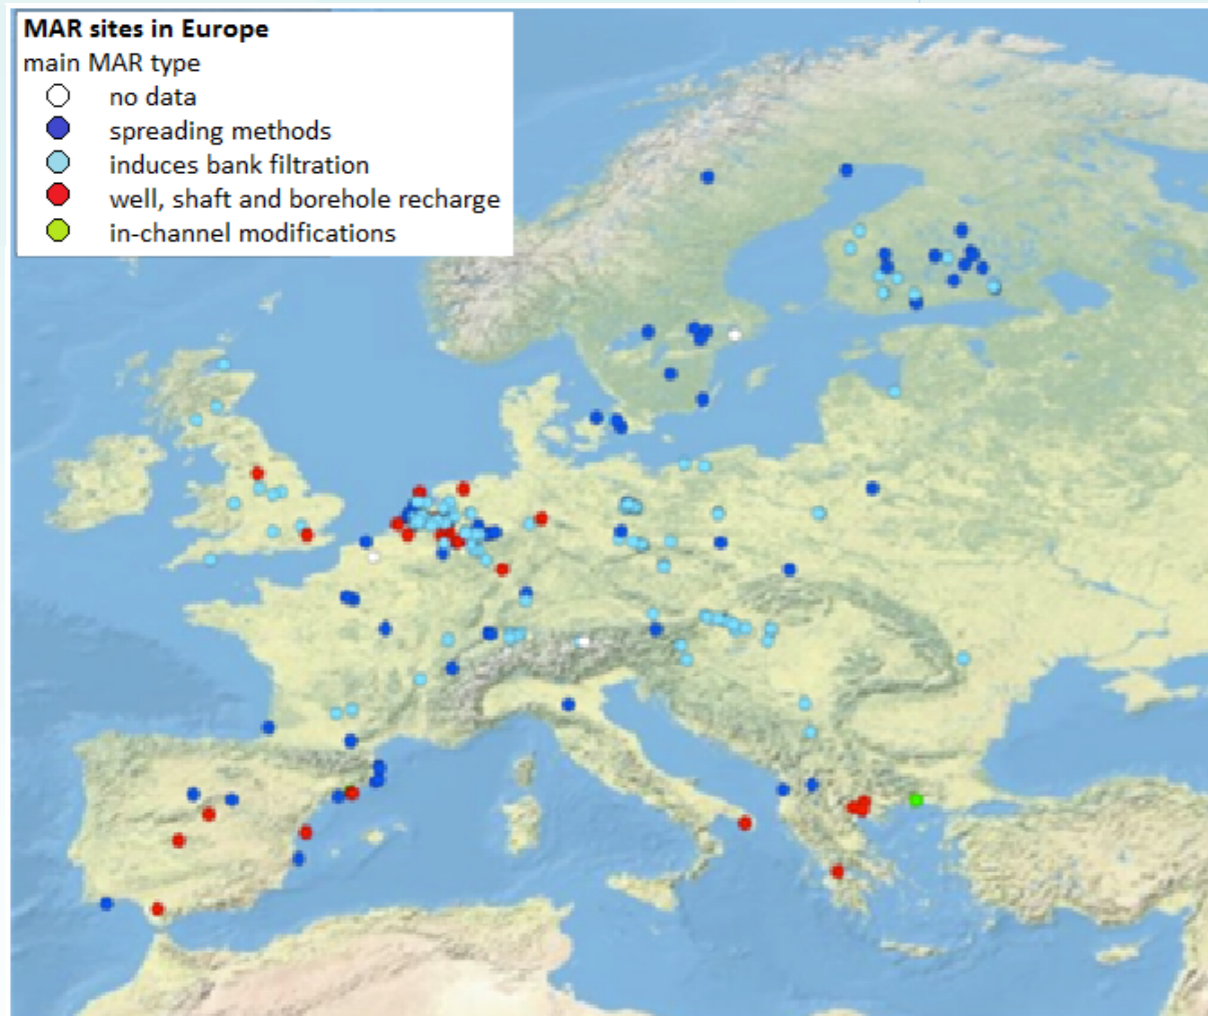 MAR sites in Europe
main MAR type
no data
spreading methods
induces bank filtration
well, shaft and borehole recharge
in-channel modifications